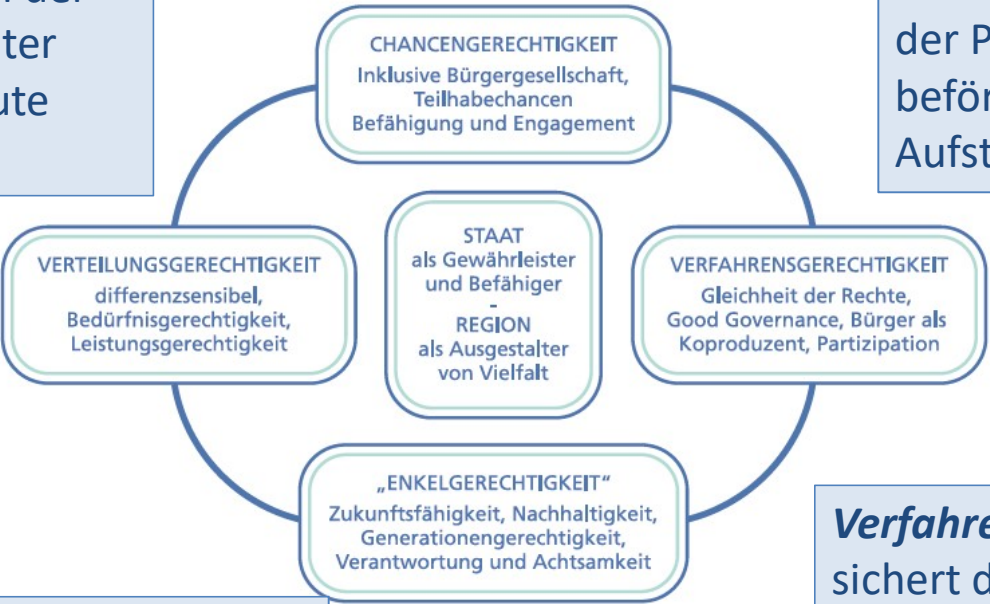 ter
ute
CHANCENGERECHTIGKEIT
Inklusive Bürgergesellschaft,
Teilhabechancen
Befähigung und Engagement
der P
beför
Aufst
VERTEILUNGSGERECHTIGKEIT
differenzsensibel,
Bedürfnisgerechtigkeit,
Leistungsgerechtigkeit
STAAT
als Gewährleister
und Befähiger
-
REGION
als Ausgestalter
von Vielfalt
VERFAHRENSGERECHTIGKEIT
Gleichheit der Rechte,
Good Governance, Bürger als
Koproduzent, Partizipation
„ENKELGERECHTIGKEIT“
Zukunftsfähigkeit, Nachhaltigkeit,
Generationengerechtigkeit,
Verantwortung und Achtsamkeit
Verfahre
sichert d